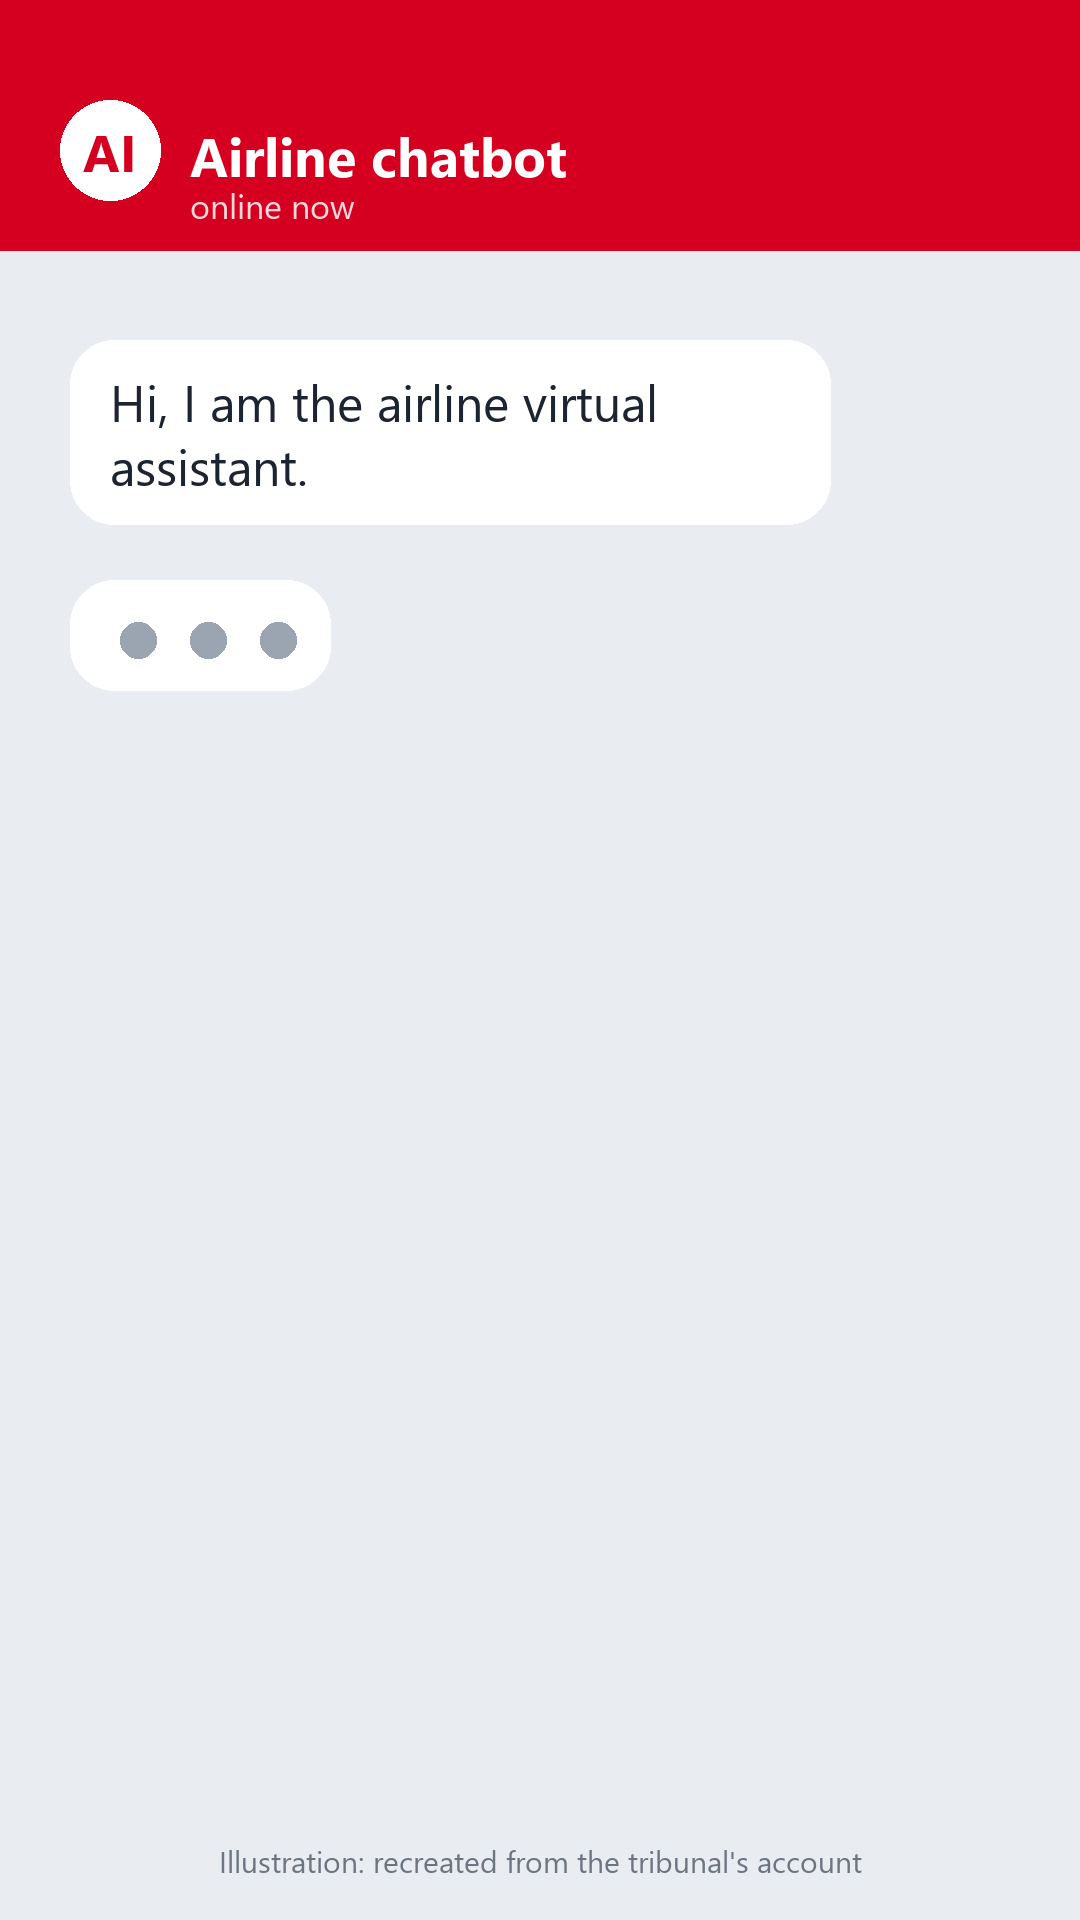 AI
Airline chatbot
online now
Hi, I am the airline virtual
assistant.
Illustration: recreated from the tribunal's account